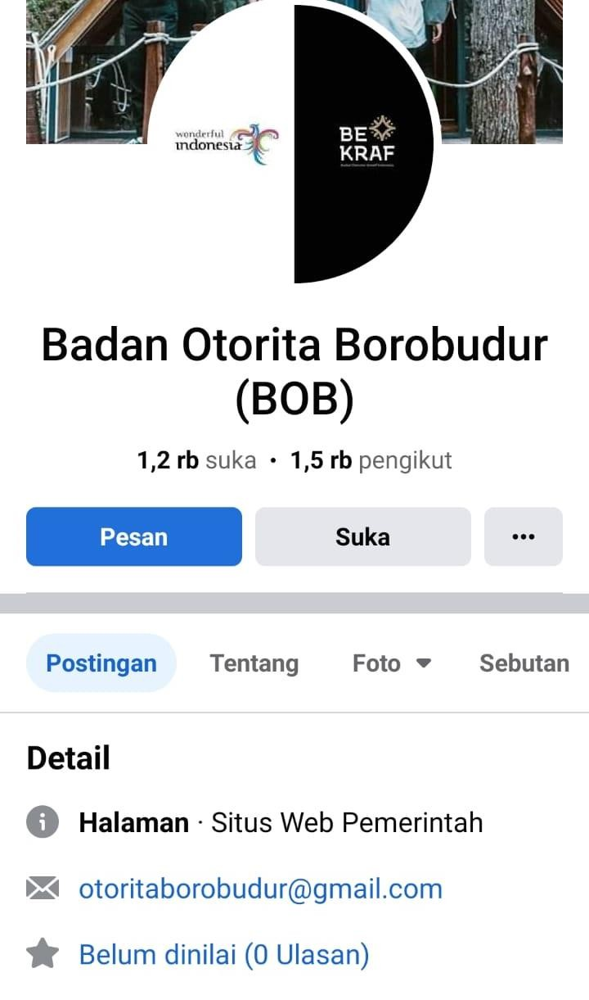 wonderful
indonesia
BE
KRAF
Badan Otorita Borobudur
(BOB)
1,2 rb suka • 1,5 rb pengikut
Pesan
Suka
Postingan
Tentang
Foto
Sebutan
Detail
Halaman · Situs Web Pemerintah
otoritaborobudur@gmail.com
Belum dinilai (0 Ulasan)